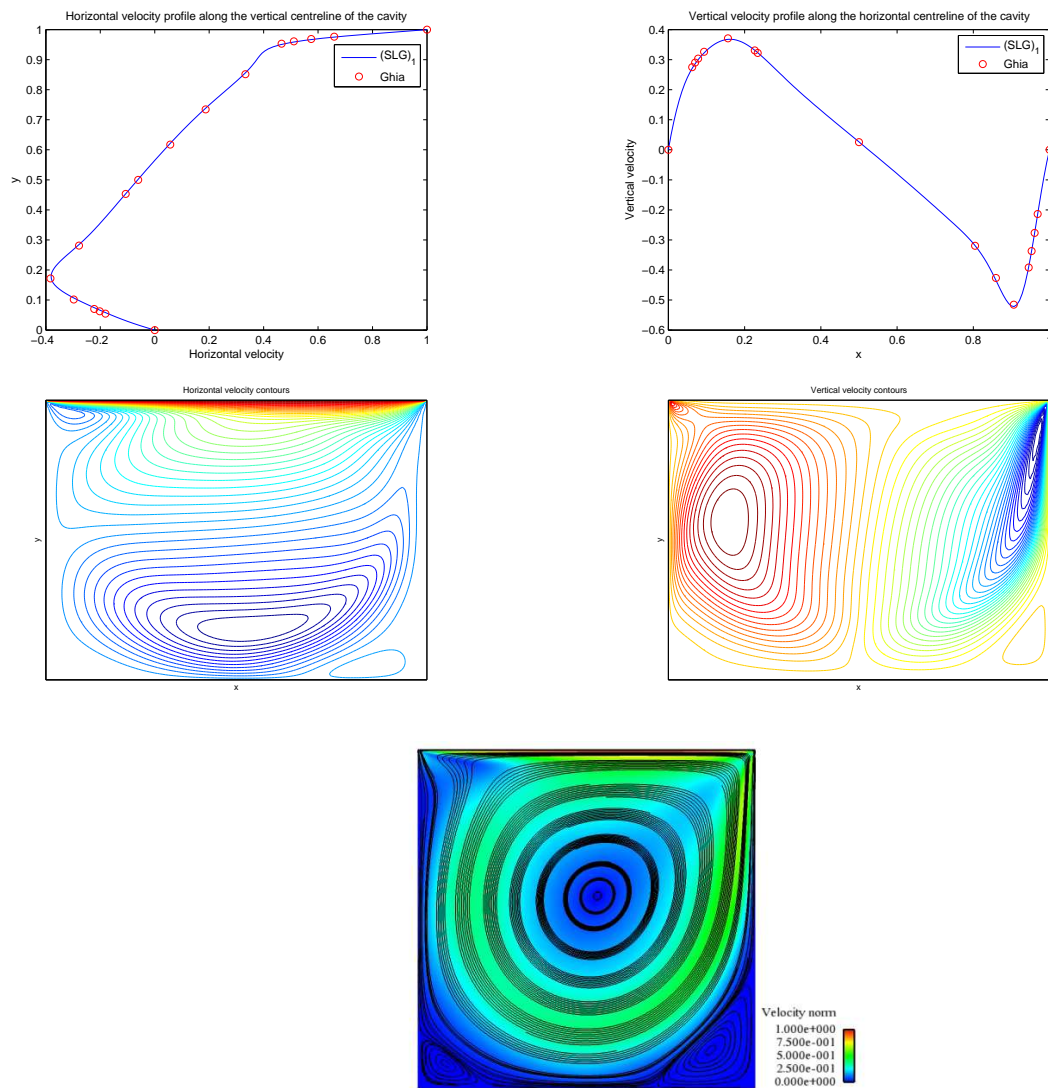 Horizontal velocity profile along the vertical centreline of the cavity
1
0.9
0.8
0.7
0.6
0.5
0.4
0.3
0.2
0.1
0
y
(SLG)1
Ghia
−0.4
−0.2
0
0.2
0.4
0.6
0.8
1
Horizontal velocity
Vertical velocity profile along the horizontal centreline of the cavity
0.4
0.3
0.2
0.1
0
−0.1
−0.2
−0.3
−0.4
−0.5
−0.6
Vertical velocity
(SLG)1
Ghia
0
0.2
0.4
0.6
0.8
x
Horizontal velocity contours
y
x
Vertical velocity contours
y
x
Velocity norm
1.000e+000
7.500e-001
5.000e-001
2.500e-001
0.000e+000